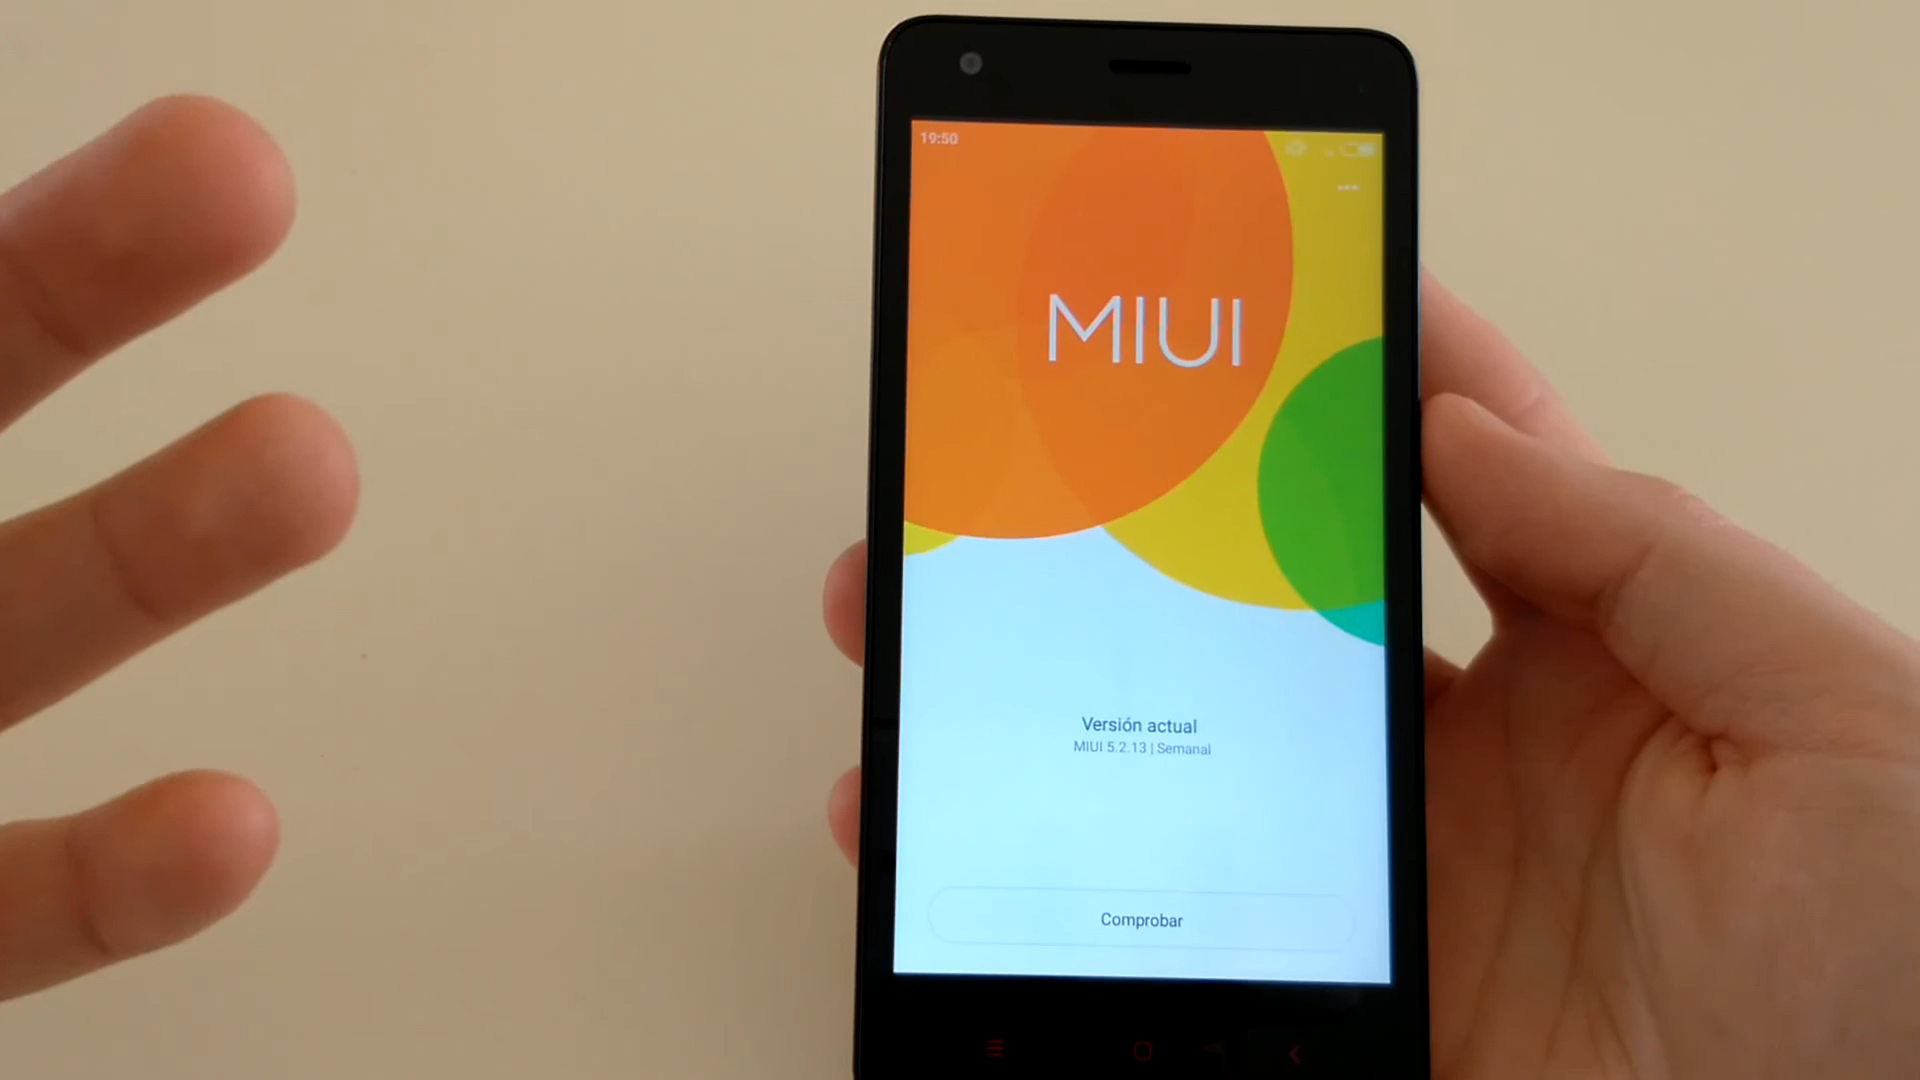 19:50
MIUI
Versión actual
MIUI 5.2.13 | Semanal
Comprobar